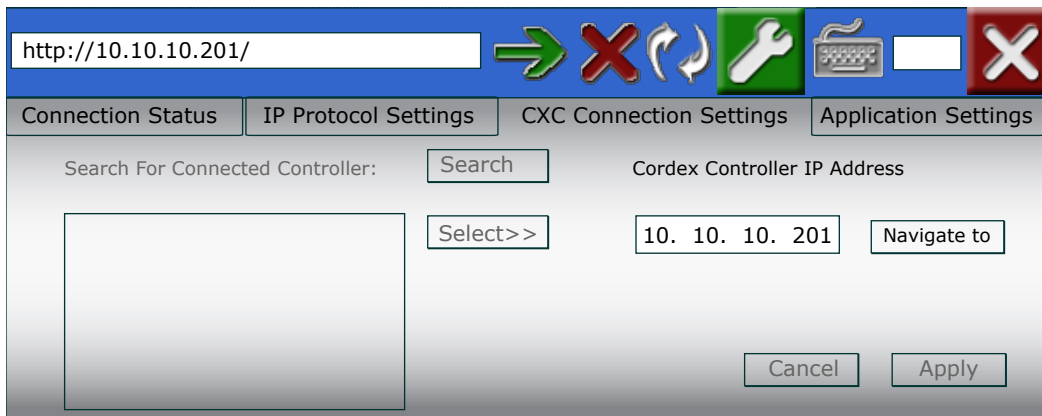 http://10.10.10.201/
Connection Status IP Protocol Settings CXC Connection Settings Application Settings
Search For Connected Controller: Search Cordex Controller IP Address
Select>> 10. 10. 10. 201 Navigate to
Cancel Apply